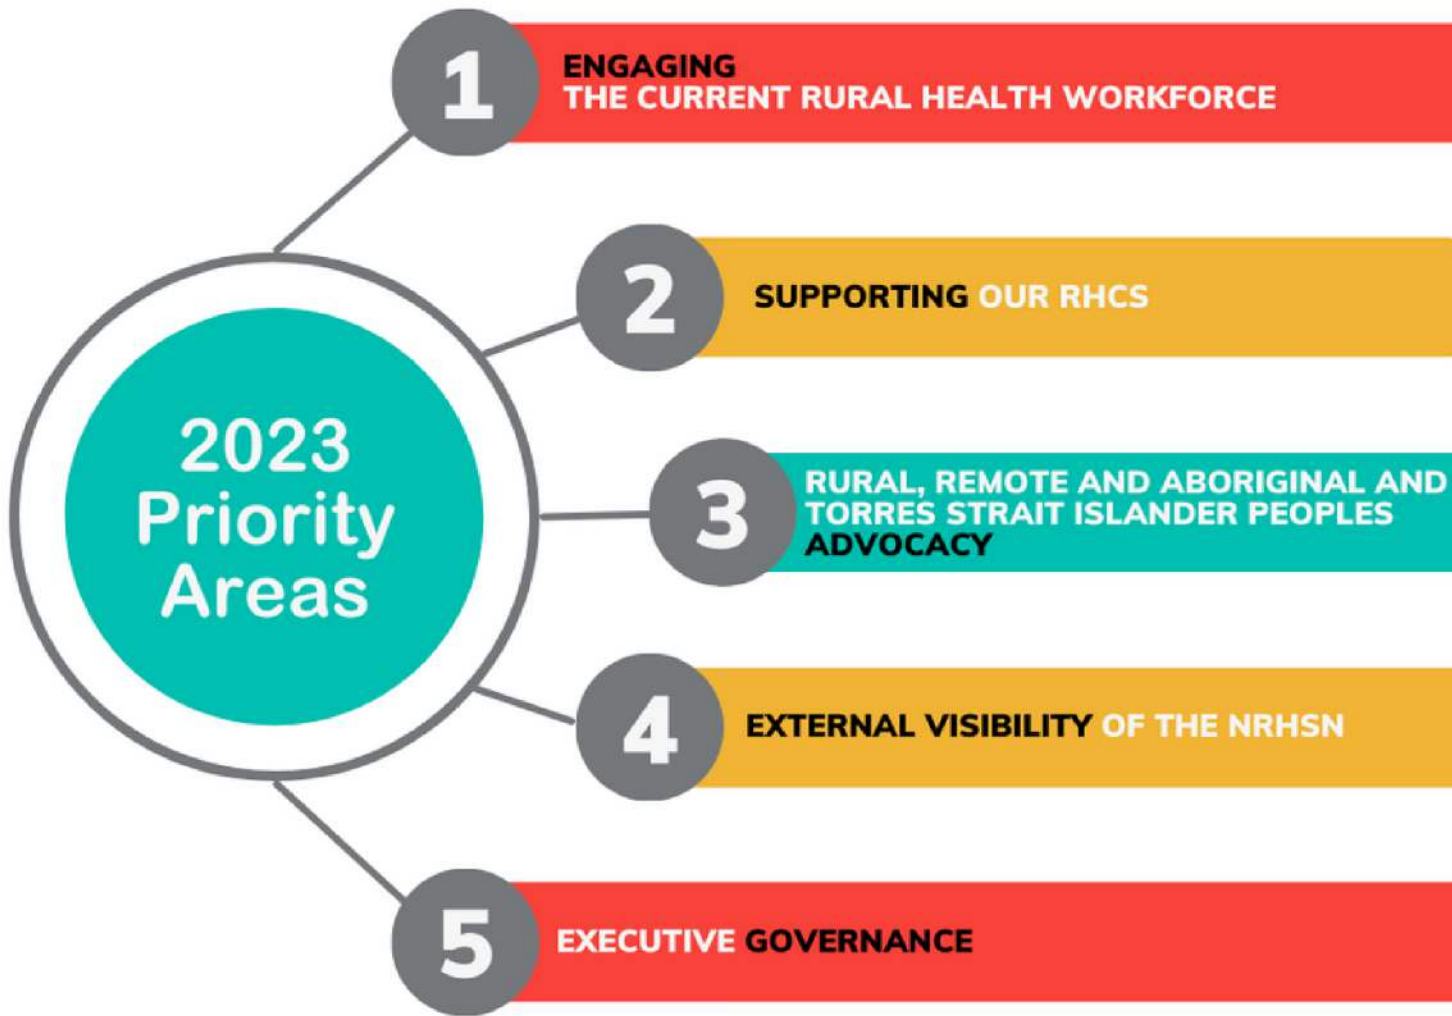 2023
Priority
Areas
1
ENGAGING
THE CURRENT RURAL HEALTH WORKFORCE
2
SUPPORTING OUR RHCS
3
RURAL, REMOTE AND ABORIGINAL AND
TORRES STRAIT ISLANDER PEOPLES
ADVOCACY
4
EXTERNAL VISIBILITY OF THE NRHSN
5
EXECUTIVE GOVERNANCE